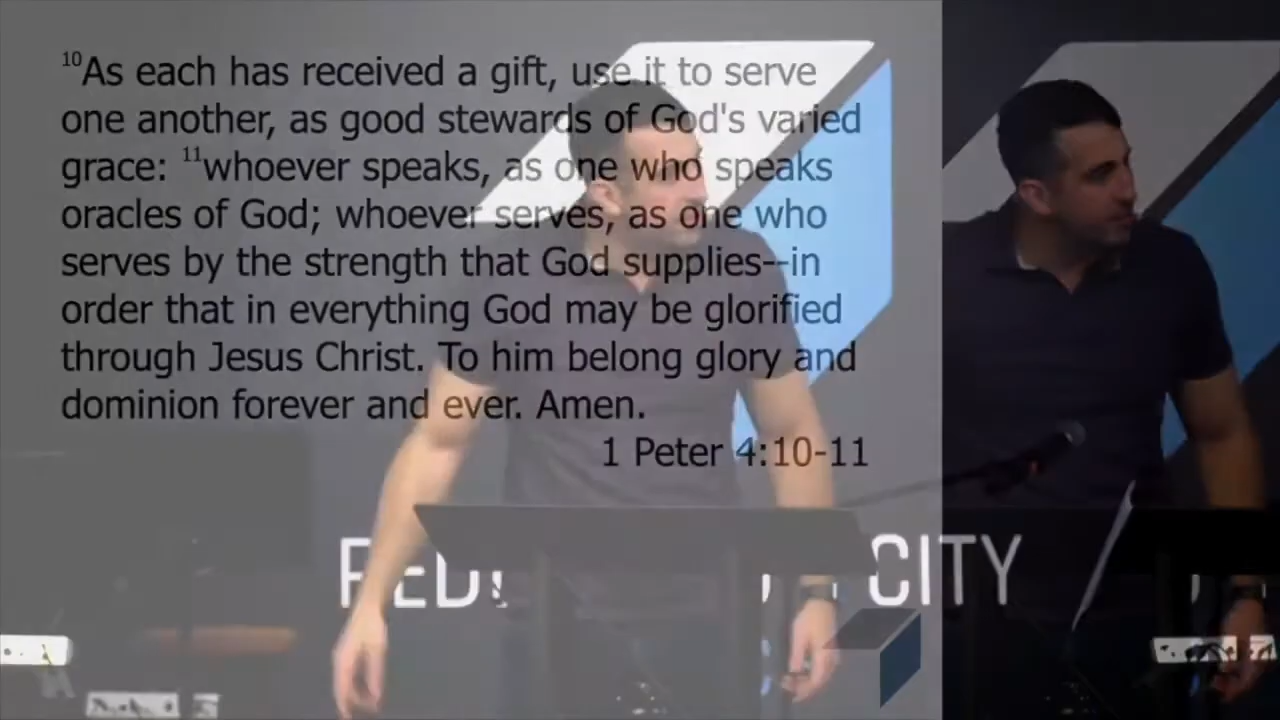 ¹⁰As each has received a gift, use it to serve
one another, as good stewards of God's varied
grace: ¹¹whoever speaks, as one who speaks
oracles of God; whoever serves, as one who
serves by the strength that God supplies--in
order that in everything God may be glorified
through Jesus Christ. To him belong glory and
dominion forever and ever. Amen.
1 Peter 4:10-11
CITY